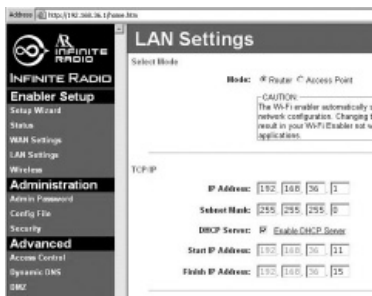 Address http://192.168.36.1/home.htm
AR
INFINITE
RADIO
INFINITE RADIO
Enabler Setup
Setup Wizard
Status
WAN Settings
LAN Settings
Wireless
Administration
Admin Password
Config File
Security
Advanced
Access Control
Dynamic DNS
DMZ
LAN Settings
Select Mode
Mode: Router Access Point
CAUTION:
The Wi-Fi enabler automatically
network configuration. Changing
result in your Wi-Fi Enabler not
applications.
TCP/IP
IP Address: 192 .168 .36 .1
Subnet Mask: 255 .255 .255 .0
DHCP Server: Enable DHCP Server
Start IP Address: 192 .168 .36 .11
Finish IP Address: 192 .168 .36 .15